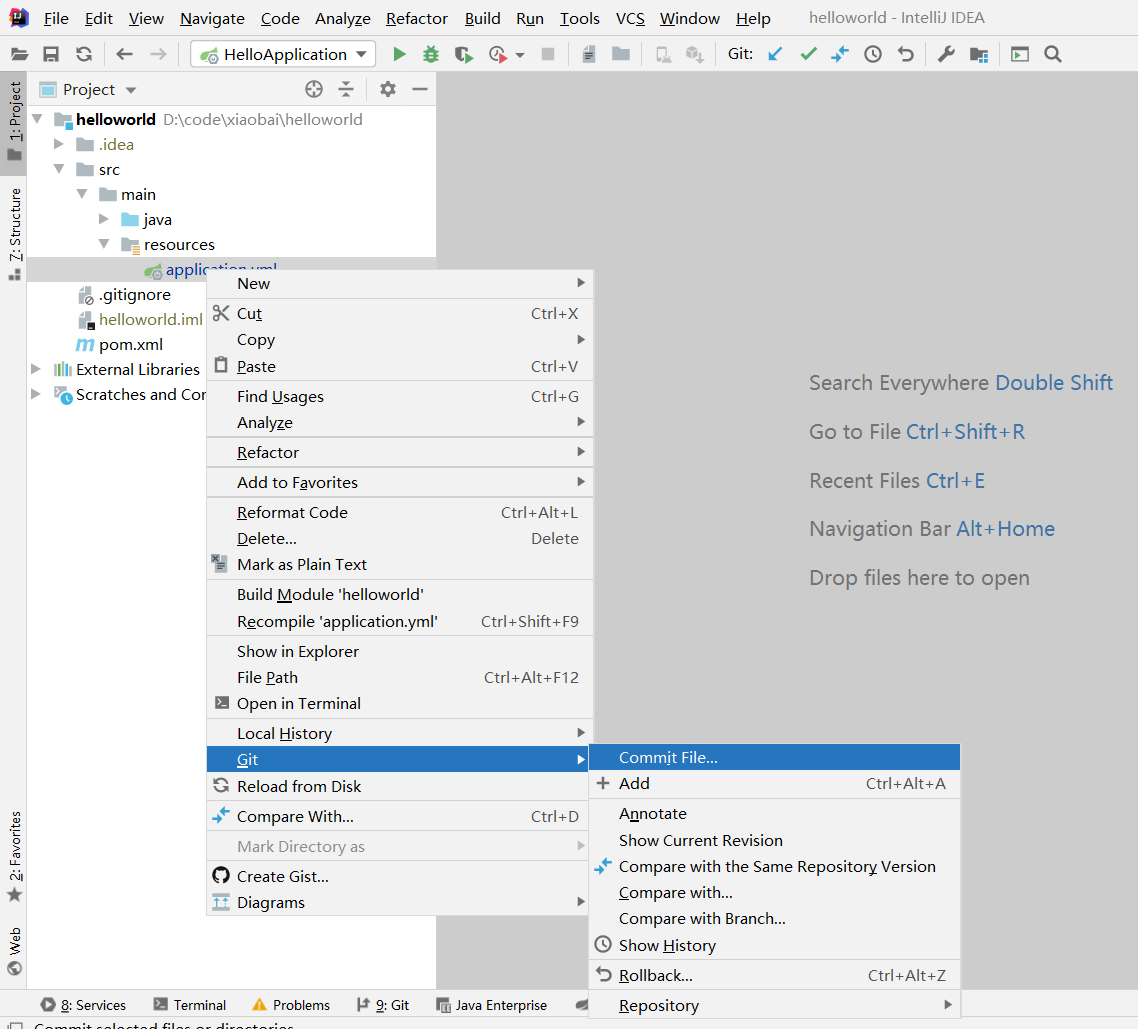 File Edit View Navigate Code Analyze Refactor Build Run Tools VCS Window Help helloworld - IntelliJ IDEA
HelloApplication Git:
Project
1: Project
7: Structure
2: Favorites
Web
helloworld D:\code\xiaobai\helloworld
.idea
src
main
java
resources
application.yml
.gitignore
helloworld.iml
pom.xml
External Libraries
Scratches and Cor
New
Cut Ctrl+X
Copy
Paste Ctrl+V
Find Usages Ctrl+G
Analyze
Refactor
Add to Favorites
Reformat Code Ctrl+Alt+L
Delete... Delete
Mark as Plain Text
Build Module 'helloworld'
Recompile 'application.yml' Ctrl+Shift+F9
Show in Explorer
File Path Ctrl+Alt+F12
Open in Terminal
Local History
Git
Reload from Disk
Compare With... Ctrl+D
Mark Directory as
Create Gist...
Diagrams
Commit File...
Add Ctrl+Alt+A
Annotate
Show Current Revision
Compare with the Same Repository Version
Compare with...
Compare with Branch...
Show History
Rollback... Ctrl+Alt+Z
Repository
Search Everywhere Double Shift
Go to File Ctrl+Shift+R
Recent Files Ctrl+E
Navigation Bar Alt+Home
Drop files here to open
8: Services Terminal Problems 9: Git Java Enterprise
Commit selected files or directories